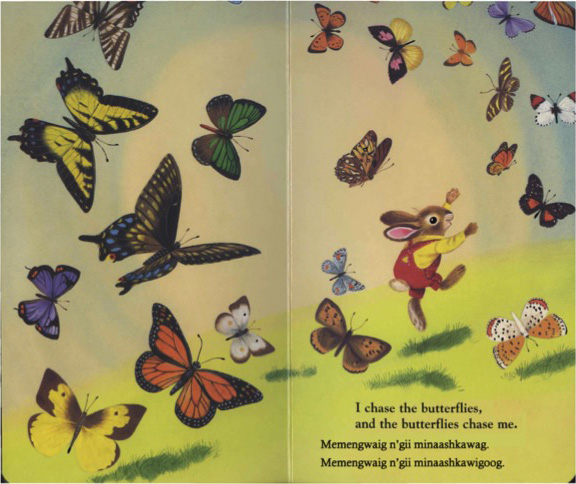 I chase the butterflies,
and the butterflies chase me.
Memengwaig n'gii minaashkawag.
Memengwaig n'gii minaashkawigoog.